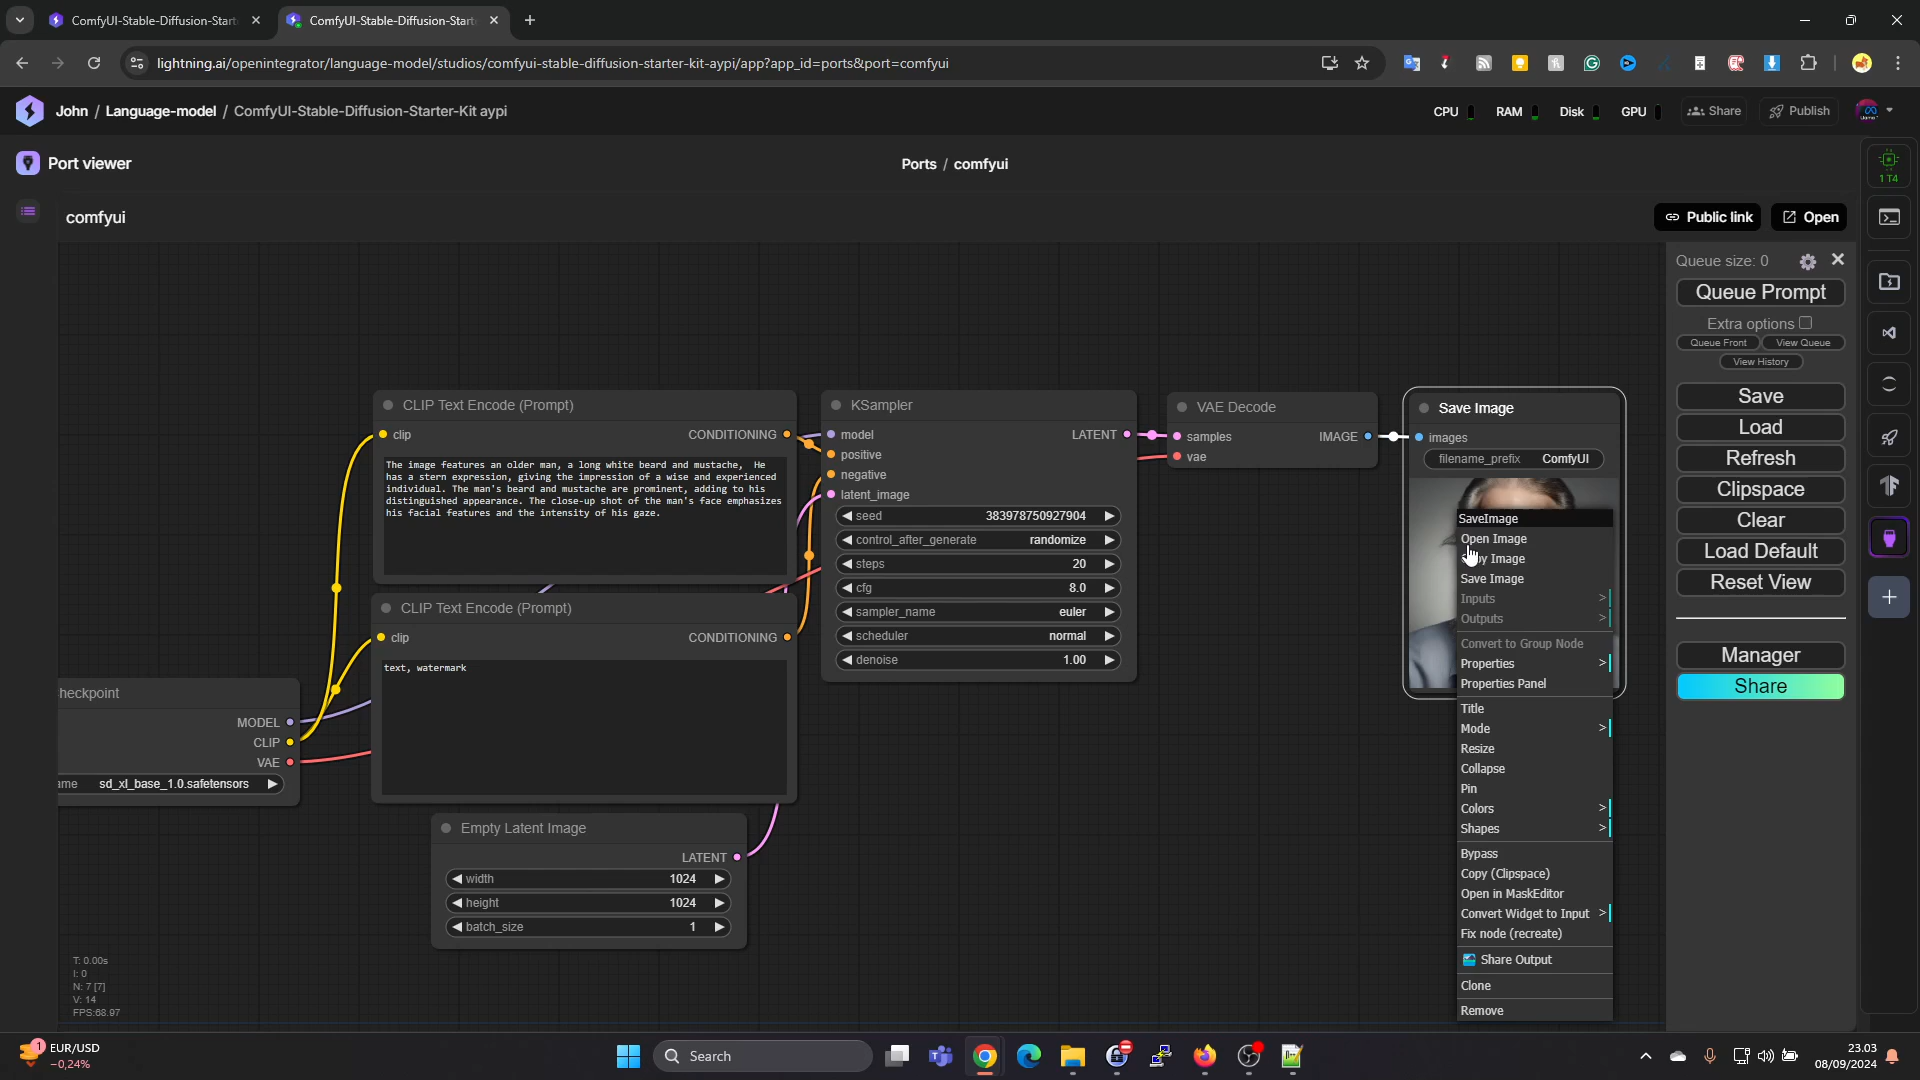 ComfyUI-Stable-Diffusion-Start
ComfyUI-Stable-Diffusion-Start
lightning.ai/openintegrator/language-model/studios/comfyui-stable-diffusion-starter-kit-aypi/app?app_id=ports&port=comfyui
John / Language-model / ComfyUI-Stable-Diffusion-Starter-Kit aypi
CPU RAM Disk GPU Share Publish
Port viewer
Ports / comfyui
1 T4
comfyui
Public link Open
Queue size: 0
Queue Prompt
Extra options
Queue Front View Queue
View History
Save
Load
Refresh
Clipspace
Clear
Load Default
Reset View
Manager
Share
CLIP Text Encode (Prompt)
clip CONDITIONING
The image features an older man, a long white beard and mustache, He
has a stern expression, giving the impression of a wise and experienced
individual. The man's beard and mustache are prominent, adding to his
distinguished appearance. The close-up shot of the man's face emphasizes
his facial features and the intensity of his gaze.
CLIP Text Encode (Prompt)
clip CONDITIONING
text, watermark
heckpoint
MODEL
CLIP
VAE
ame sd_xl_base_1.0.safetensors
Empty Latent Image
LATENT
width 1024
height 1024
batch_size 1
KSampler
model LATENT
positive
negative
latent_image
seed 383978750927904
control_after_generate randomize
steps 20
cfg 8.0
sampler_name euler
scheduler normal
denoise 1.00
VAE Decode
samples IMAGE
vae
Save Image
images
filename_prefix ComfyUI
SaveImage
Open Image
Image
Save Image
Inputs >
Outputs >
Convert to Group Node
Properties >
Properties Panel
Title
Mode >
Resize
Collapse
Pin
Colors >
Shapes >
Bypass
Copy (Clipspace)
Open in MaskEditor
Convert Widget to Input >
Fix node (recreate)
Share Output
Clone
Remove
T: 0.00s
I: 0
N: 7 [7]
V: 14
FPS:68.97
1 EUR/USD
-0,24%
Search
23.03
08/09/2024